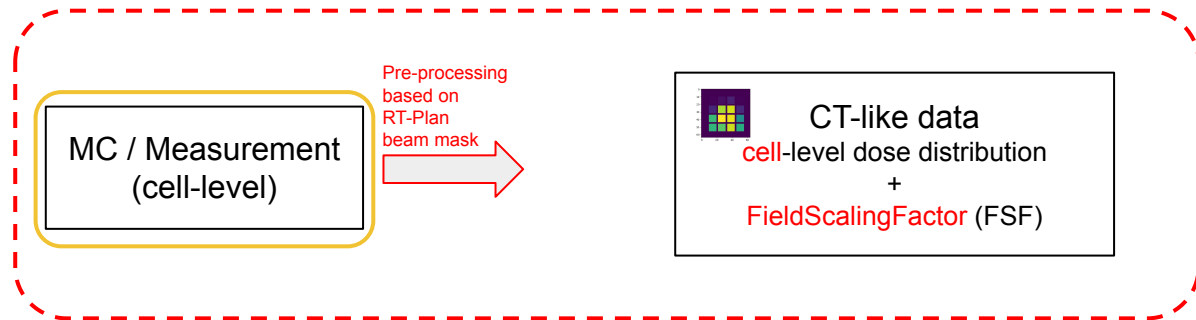 MC / Measurement
(cell-level)
Pre-processing
based on
RT-Plan
beam mask
CT-like data
cell-level dose distribution
+
FieldScalingFactor (FSF)